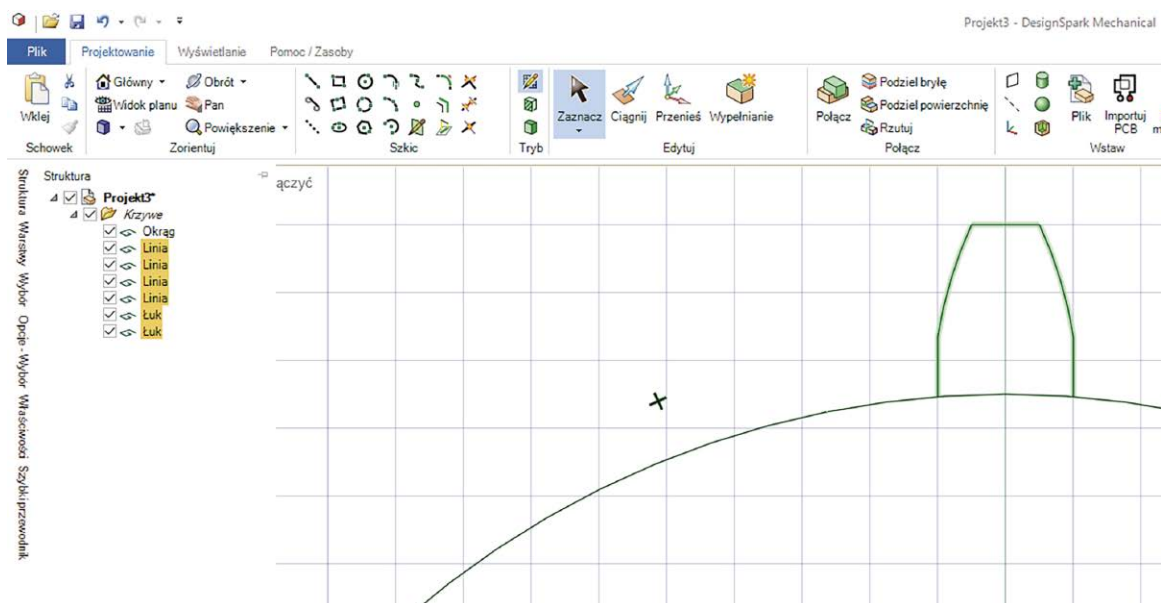 Projekt3 - DesignSpark Mechanical
Plik Projektowanie Wyświetlanie Pomoc / Zasoby
Wklej
Schowek
Główny Obrót
Widok planu Pan
Powiększenie
Zorientuj
Szkic
Tryb
Zaznacz Ciągnij Przenieś Wypełnianie
Edytuj
Połącz
Podziel bryłę
Podziel powierzchnię
Rzutuj
Połącz
Plik Importuj
PCB m
Wstaw
Struktura Warstwy Wybór Opcje - Wybór Właściwości Szybki przewodnik
Struktura
Projekt3*
Krzywe
Okrąg
Linia
Linia
Linia
Linia
Łuk
Łuk
ączyć